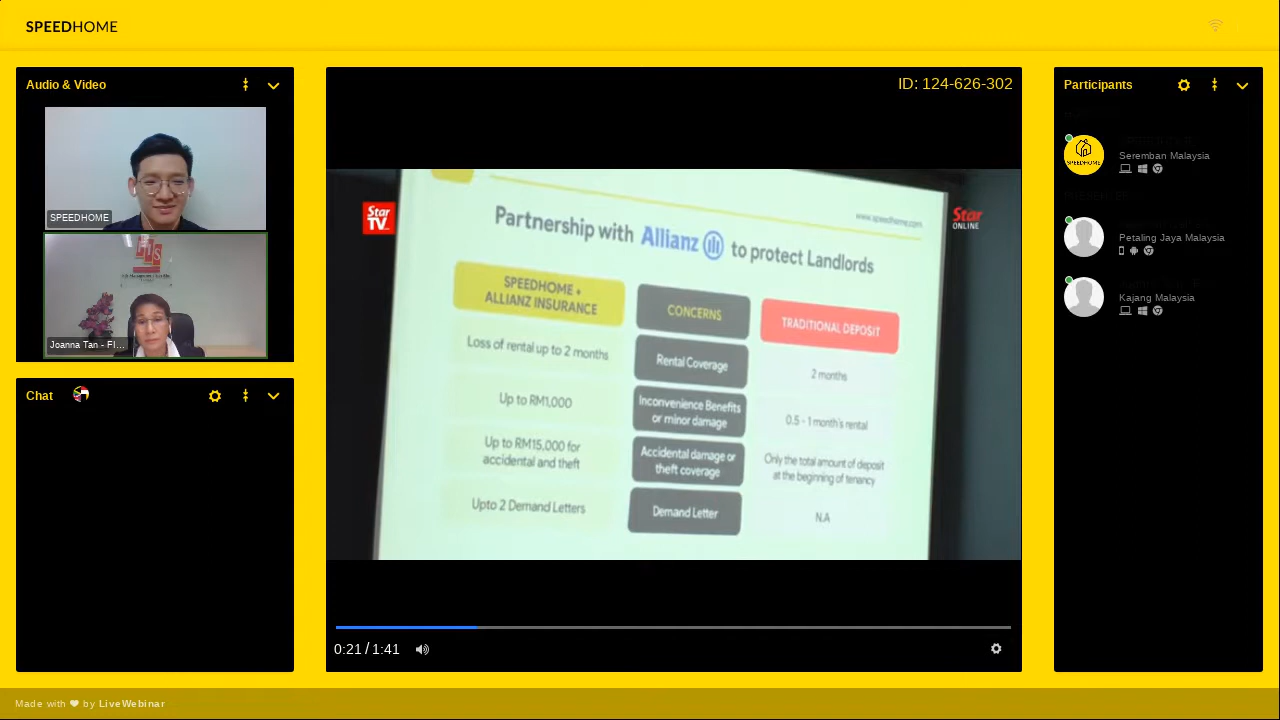 SPEEDHOME
Audio & Video
SPEEDHOME
Joanna Tan - FI...
Chat
ID: 124-626-302
Star
TV
Star
ONLINE
www.speedhome.com
Partnership with Allianz to protect Landlords
SPEEDHOME +
ALLIANZ INSURANCE
CONCERNS
TRADITIONAL DEPOSIT
Loss of rental up to 2 months
Rental Coverage
2 months
Up to RM1,000
Inconvenience Benefits
or minor damage
0.5 - 1 month's rental
Up to RM15,000 for
accidental and theft
Accidental damage or
theft coverage
Only the total amount of deposit
at the beginning of tenancy
Upto 2 Demand Letters
Demand Letter
N.A
0:21 / 1:41
Participants
SPEEDHOME
Seremban Malaysia
Petaling Jaya Malaysia
Kajang Malaysia
Made with ❤ by LiveWebinar